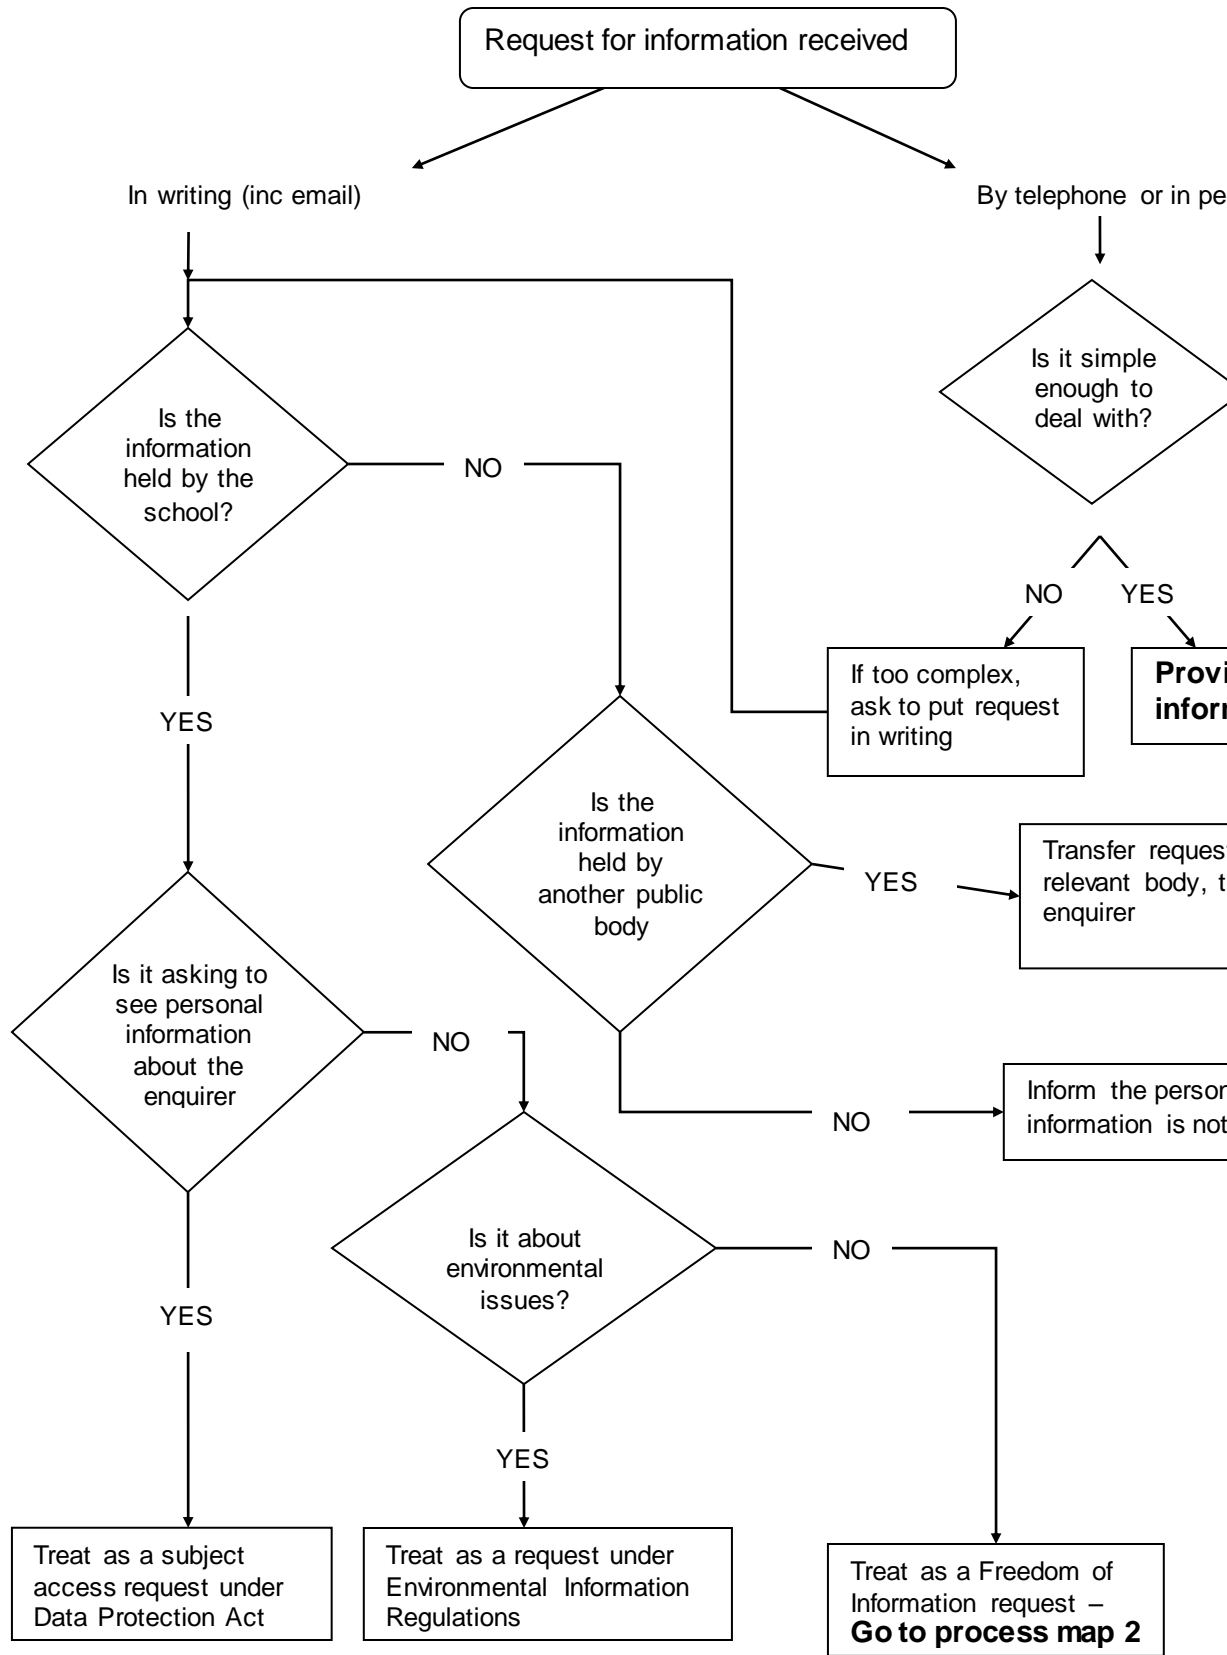 Request for information received
In writing (inc email)
By telephone or in
Is it simple
enough to
deal with?
Is the
information
held by the
school?
NO
NO
YES
If too complex,
ask to put request
in writing
YES
Is the
information
held by
another public
body
YES
Transfer
relevant body,
enquirer
Is it asking to
see personal
information
about the
enquirer
NO
Inform the person
information is not
NO
Is it about
environmental
issues?
NO
YES
YES
Treat as a subject
access request under
Data Protection Act
Treat as a request under
Environmental Information
Regulations
Treat as a Freedom of
Information request –
Go to process map 2